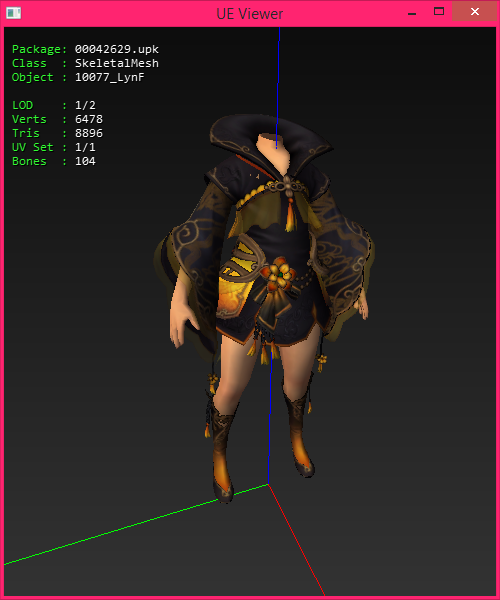 UE Viewer
Package: 00042629.upk
Class : SkeletalMesh
Object : 10077_LynF
LOD : 1/2
Verts : 6478
Tris : 8896
UV Set : 1/1
Bones : 104